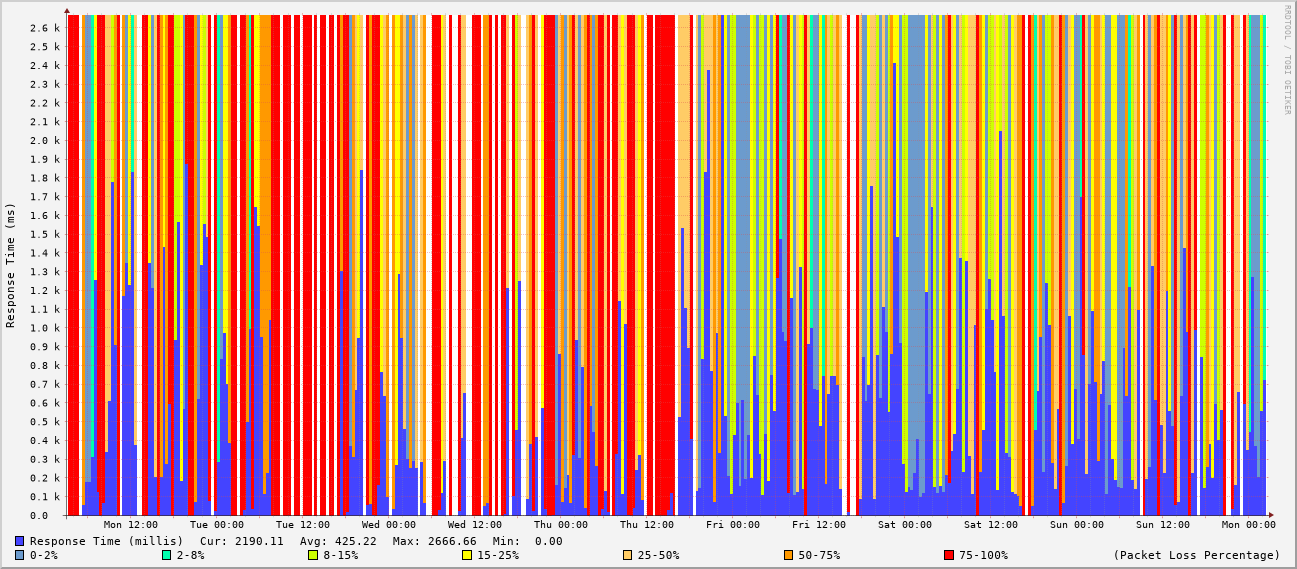 RRDTOOL / TOBI OETIKER
Response Time (ms)
2.6 k
2.5 k
2.4 k
2.3 k
2.2 k
2.1 k
2.0 k
1.9 k
1.8 k
1.7 k
1.6 k
1.5 k
1.4 k
1.3 k
1.2 k
1.1 k
1.0 k
0.9 k
0.8 k
0.7 k
0.6 k
0.5 k
0.4 k
0.3 k
0.2 k
0.1 k
0.0
Mon 12:00 Tue 00:00 Tue 12:00 Wed 00:00 Wed 12:00 Thu 00:00 Thu 12:00 Fri 00:00 Fri 12:00 Sat 00:00 Sat 12:00 Sun 00:00 Sun 12:00 Mon 00:00
Response Time (millis) Cur: 2190.11 Avg: 425.22 Max: 2666.66 Min: 0.00
0-2% 2-8% 8-15% 15-25% 25-50% 50-75% 75-100% (Packet Loss Percentage)